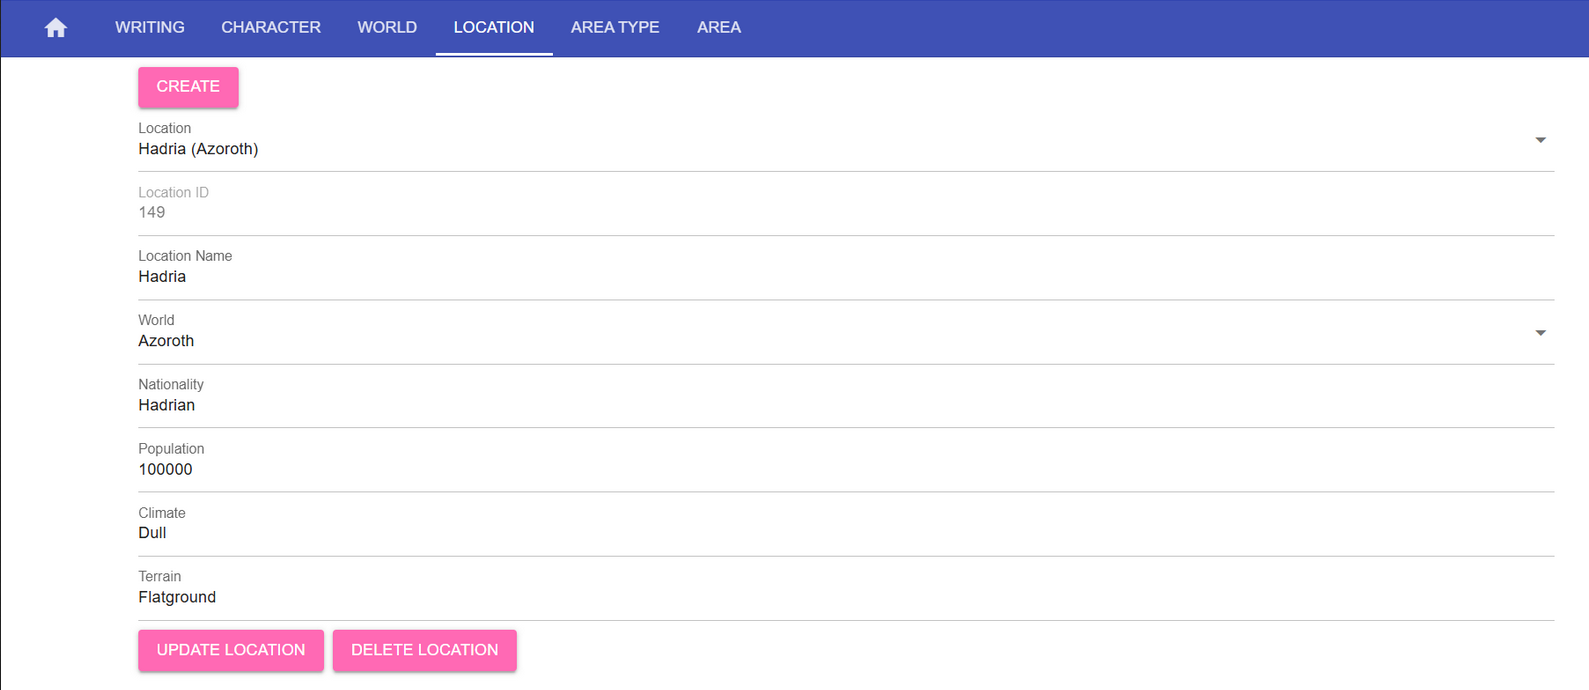 WRITING CHARACTER WORLD LOCATION AREA TYPE AREA
CREATE
Location
Hadria (Azoroth)
Location ID
149
Location Name
Hadria
World
Azoroth
Nationality
Hadrian
Population
100000
Climate
Dull
Terrain
Flatground
UPDATE LOCATION DELETE LOCATION